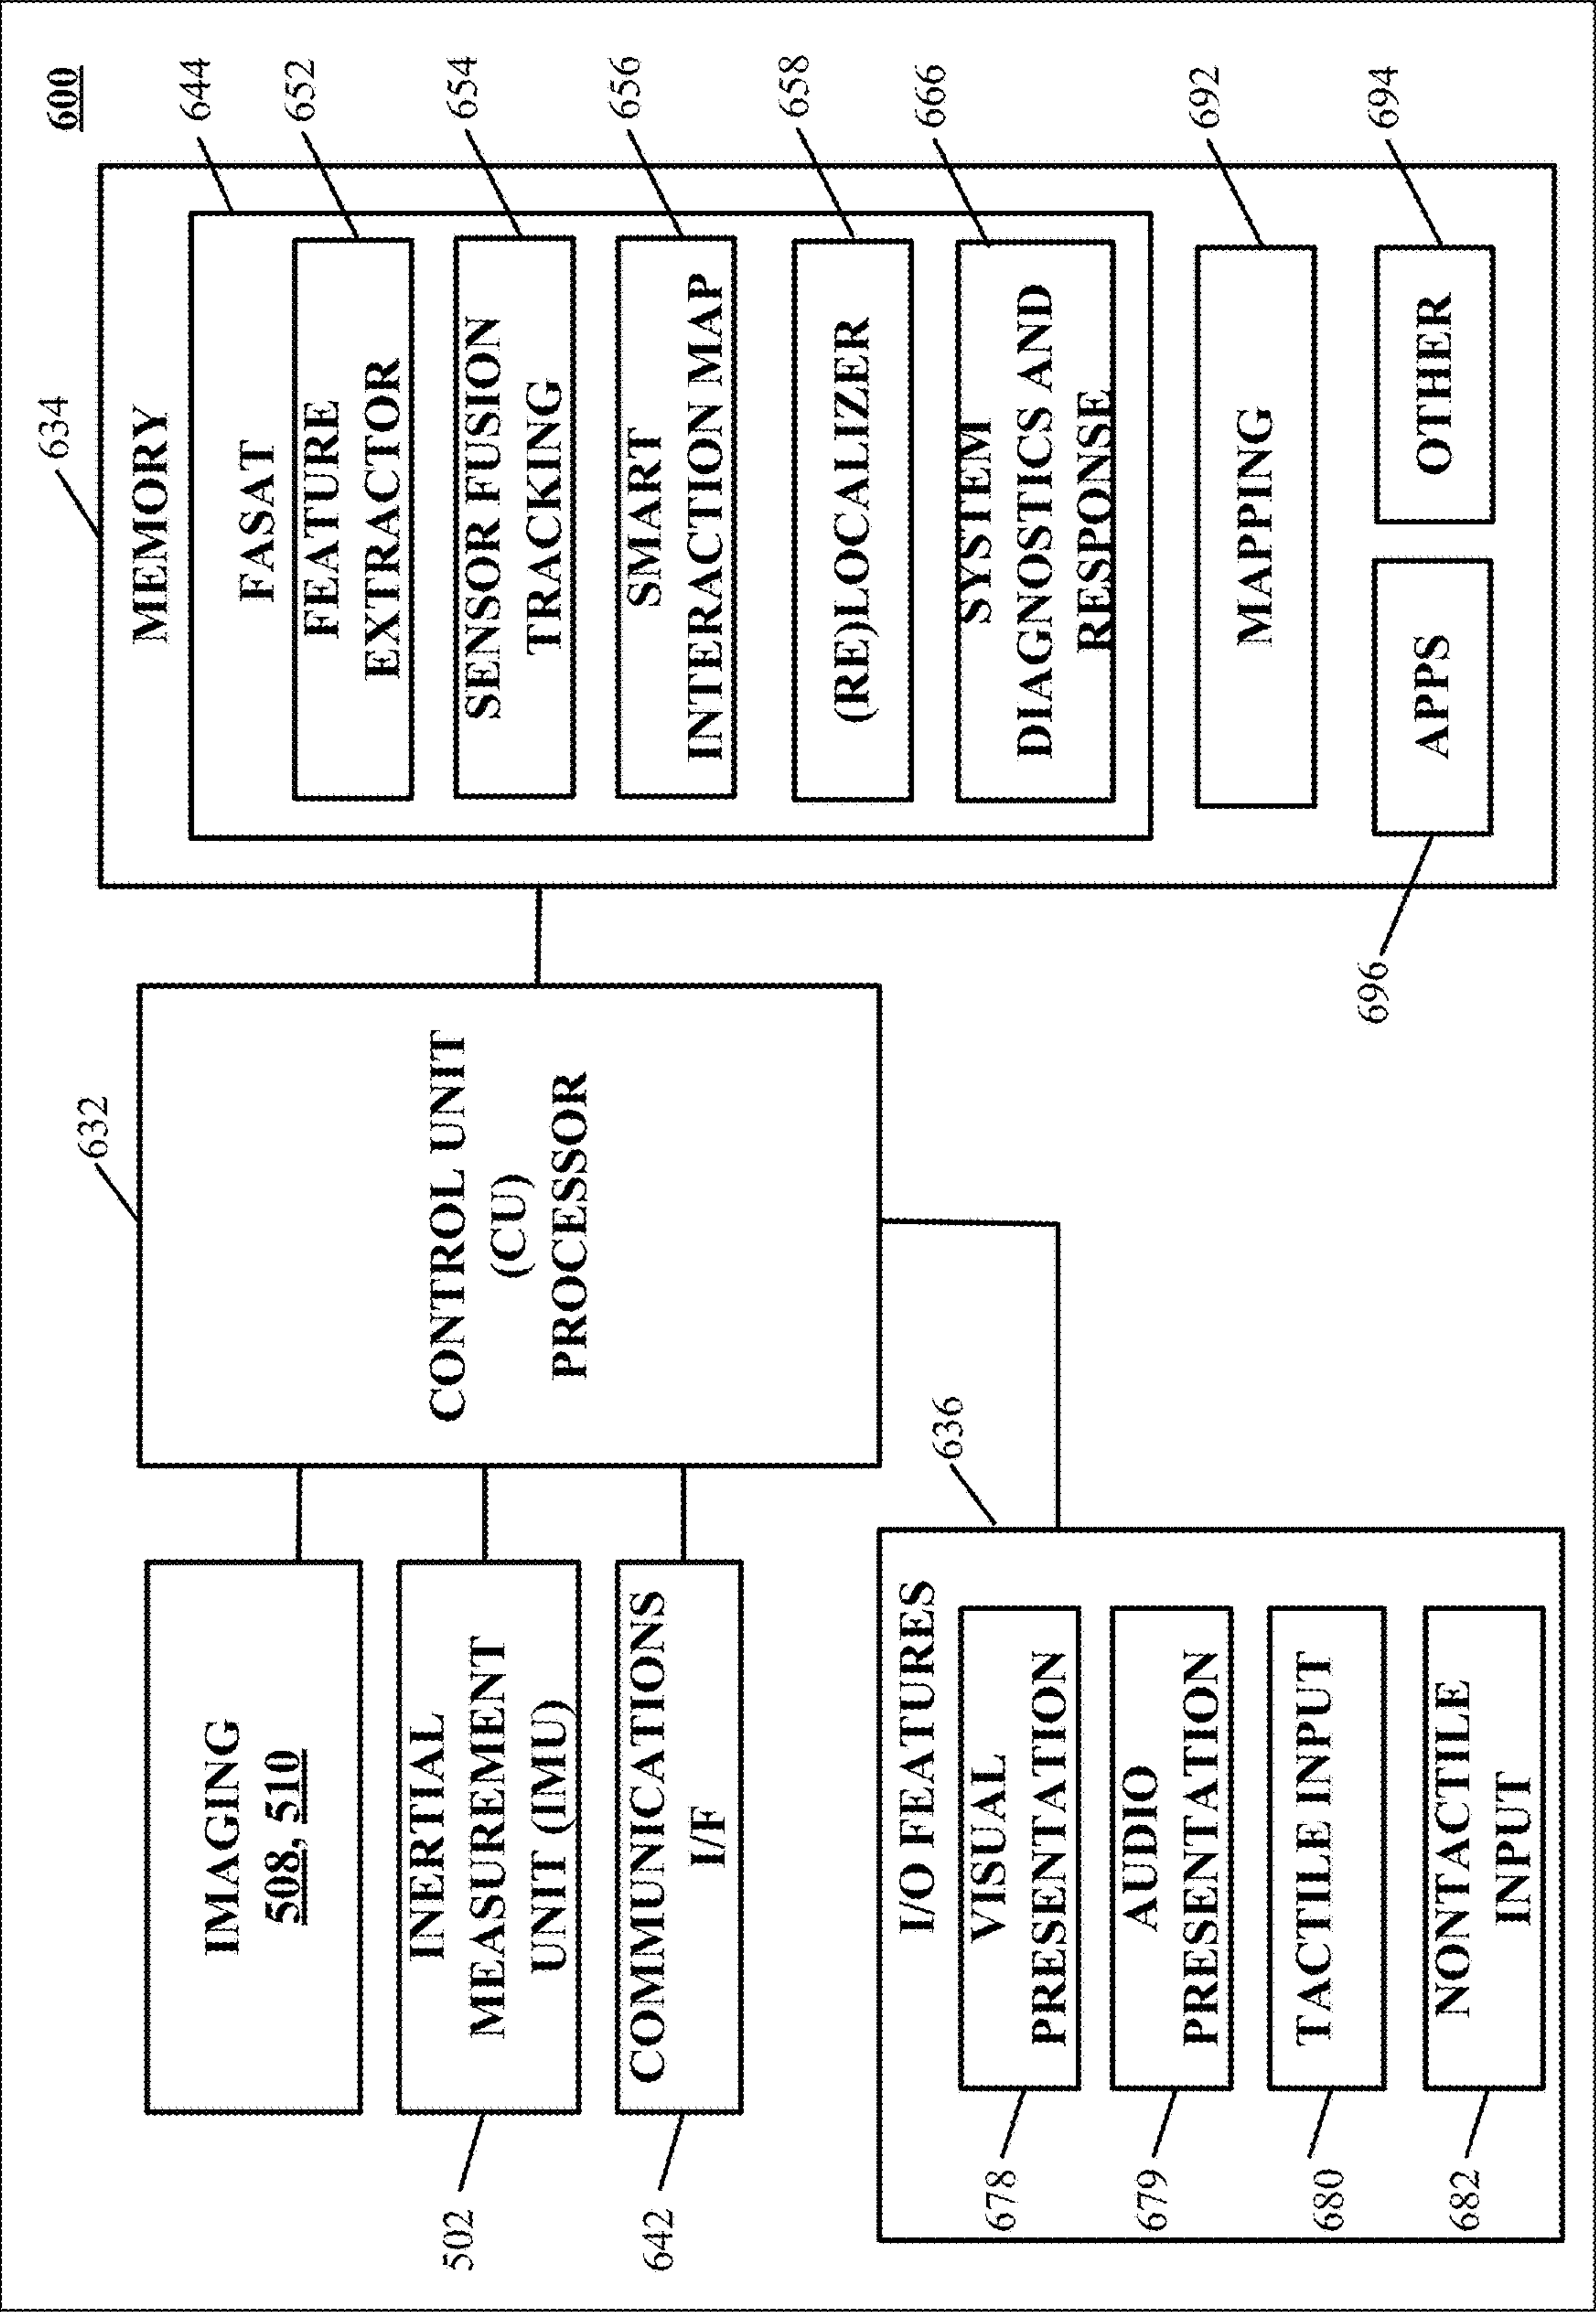 600
IMAGING
508, 510
INERTIAL
MEASUREMENT
UNIT (IMU)
502
COMMUNICATIONS
I/F
642
632
CONTROL UNIT
(CU)
PROCESSOR
634
MEMORY
644
FASAT
652
FEATURE
EXTRACTOR
654
SENSOR FUSION
TRACKING
656
SMART
INTERACTION MAP
658
(RE)LOCALIZER
666
SYSTEM
DIAGNOSTICS AND
RESPONSE
692
MAPPING
696
APPS
694
OTHER
636
I/O FEATURES
678
VISUAL
PRESENTATION
679
AUDIO
PRESENTATION
680
TACTILE INPUT
682
NONTACTILE
INPUT